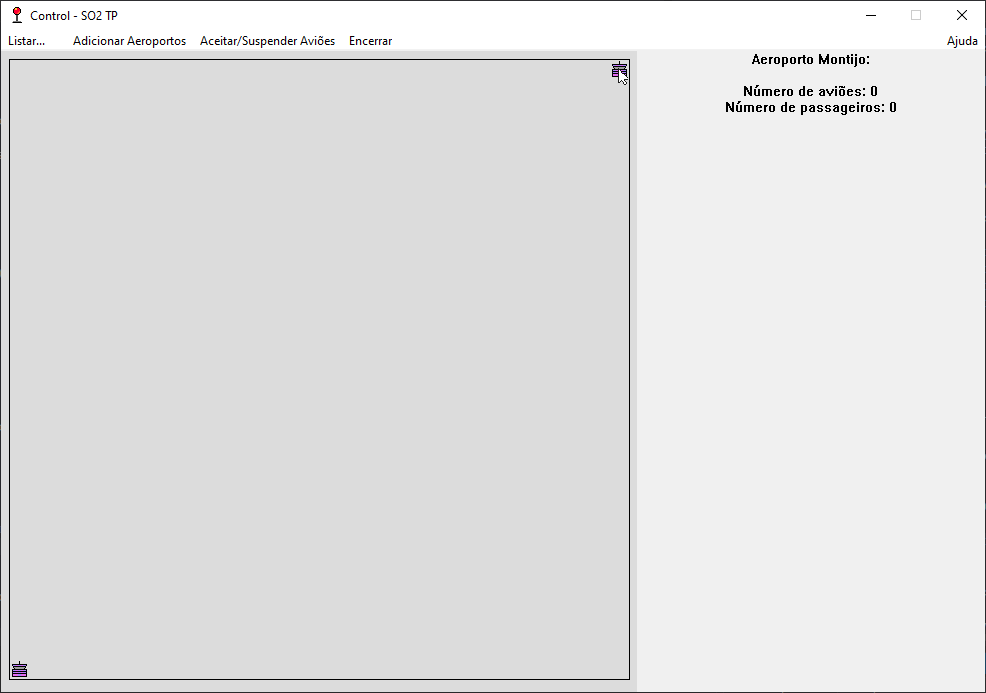 Control - SO2 TP
Listar... Adicionar Aeroportos Aceitar/Suspender Aviões Encerrar Ajuda
Aeroporto Montijo:
Número de aviões: 0
Número de passageiros: 0